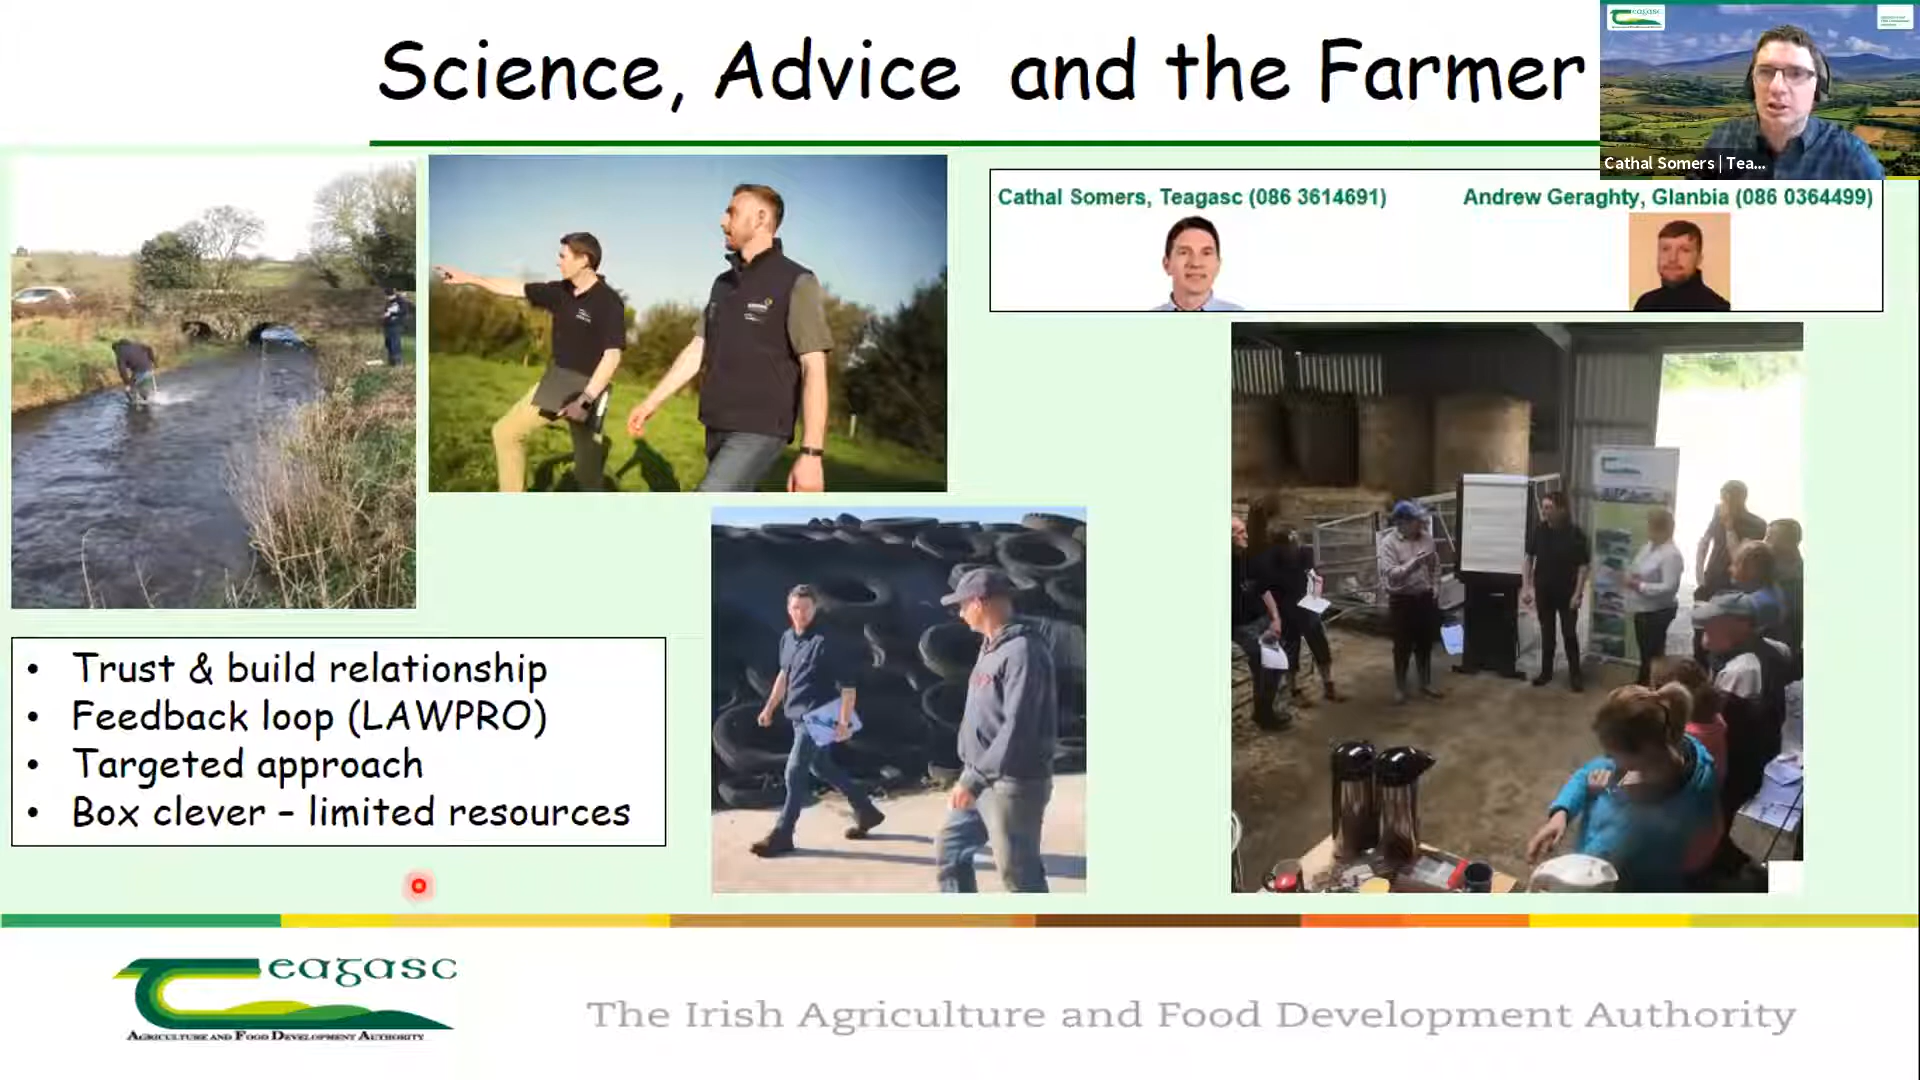 Science, Advice and the Farmer
eagasc
Cathal Somers | Tea...
Cathal Somers, Teagasc (086 3614691)
Andrew Geraghty, Glanbia (086 0364499)
• Trust & build relationship
• Feedback loop (LAWPRO)
• Targeted approach
• Box clever – limited resources
eagasc
AGRICULTURE AND FOOD DEVELOPMENT AUTHORITY
The Irish Agriculture and Food Development Authority